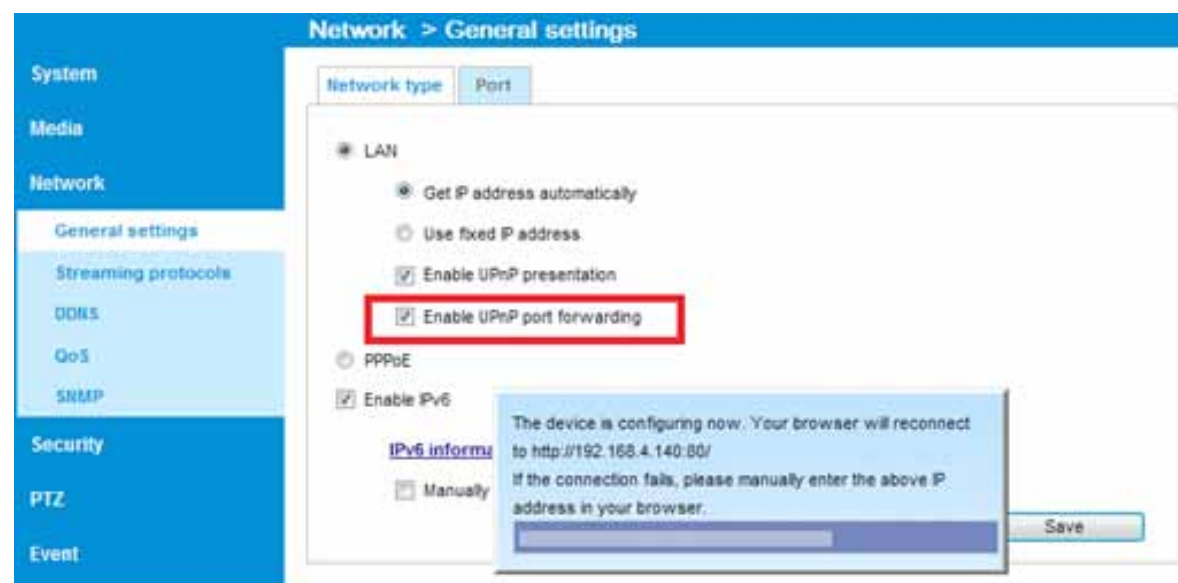 Network > General settings
System
Media
Network
General settings
Streaming protocols
DDNS
QoS
SNMP
Security
PTZ
Event
Network type
Port
LAN
Get IP address automatically
Use fixed IP address
Enable UPnP presentation
Enable UPnP port forwarding
PPPoE
Enable IPv6
IPv6 informa
Manually
The device is configuring now. Your browser will reconnect
to http://192.168.4.140:80/
If the connection fails, please manually enter the above IP
address in your browser.
Save